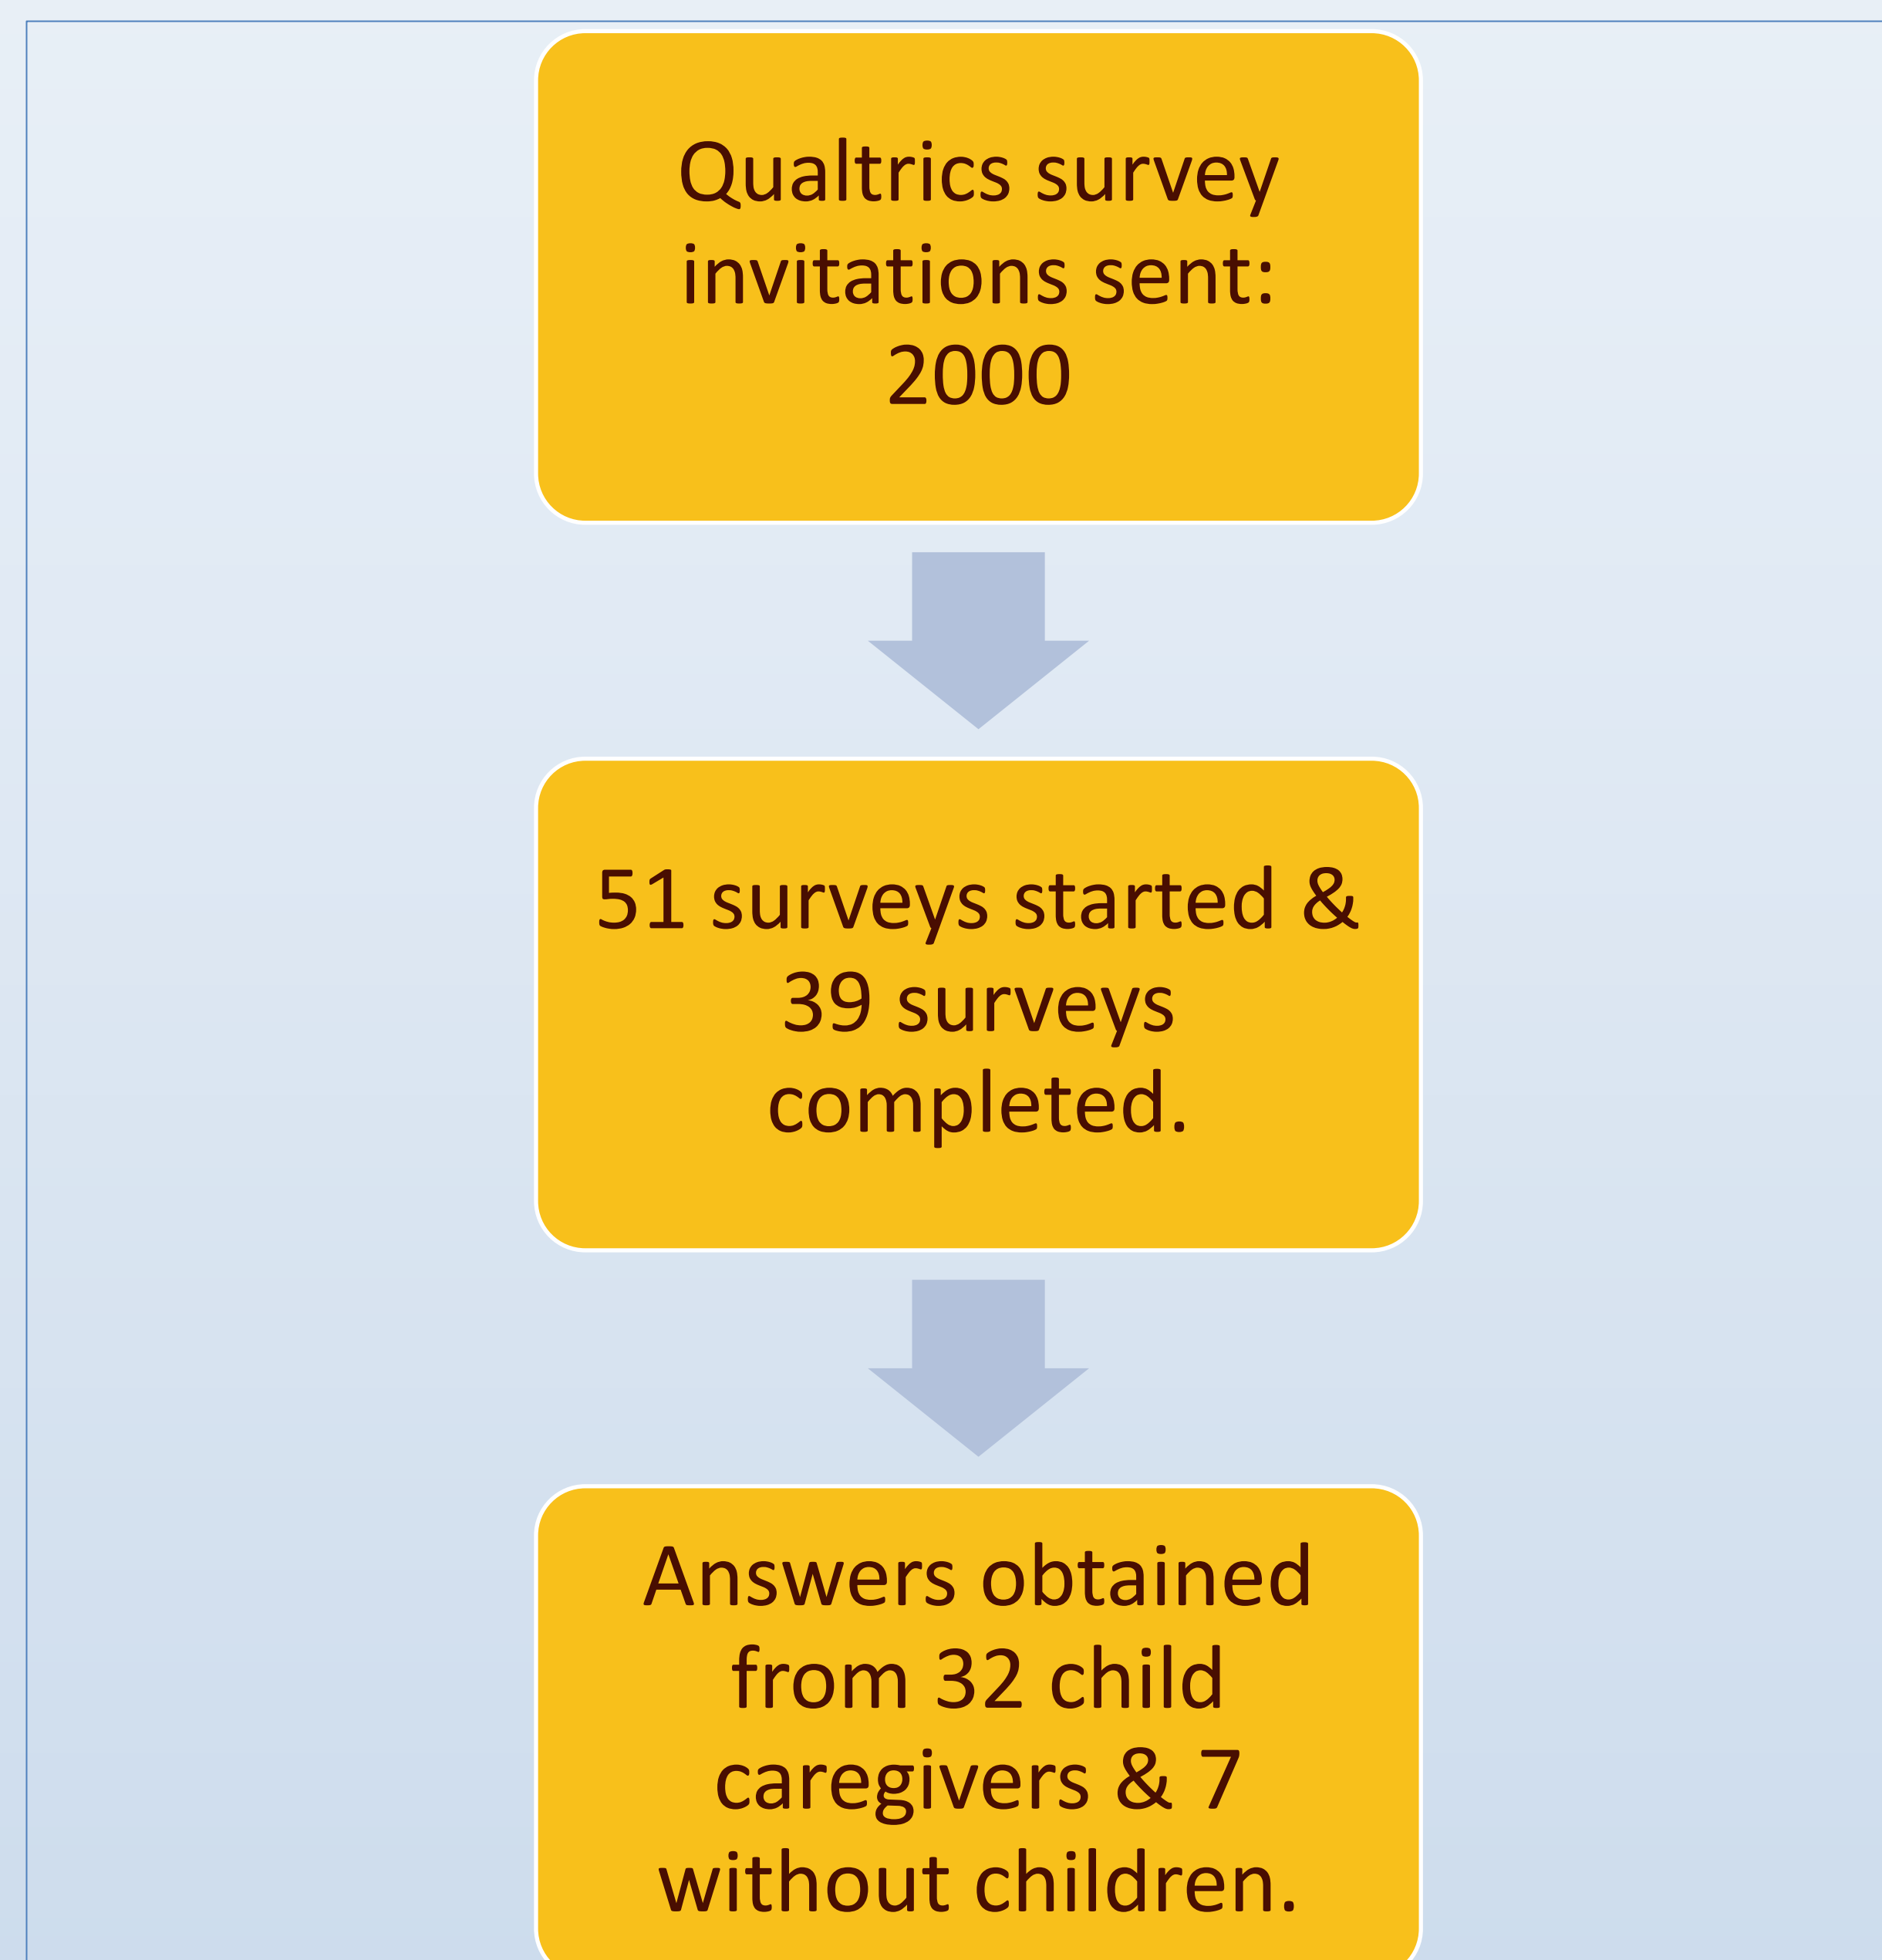 Qualtrics survey
invitations sent:
2000
51 surveys started &
39 surveys
completed.
Answers obtained
from 32 child
caregivers & 7
without children.